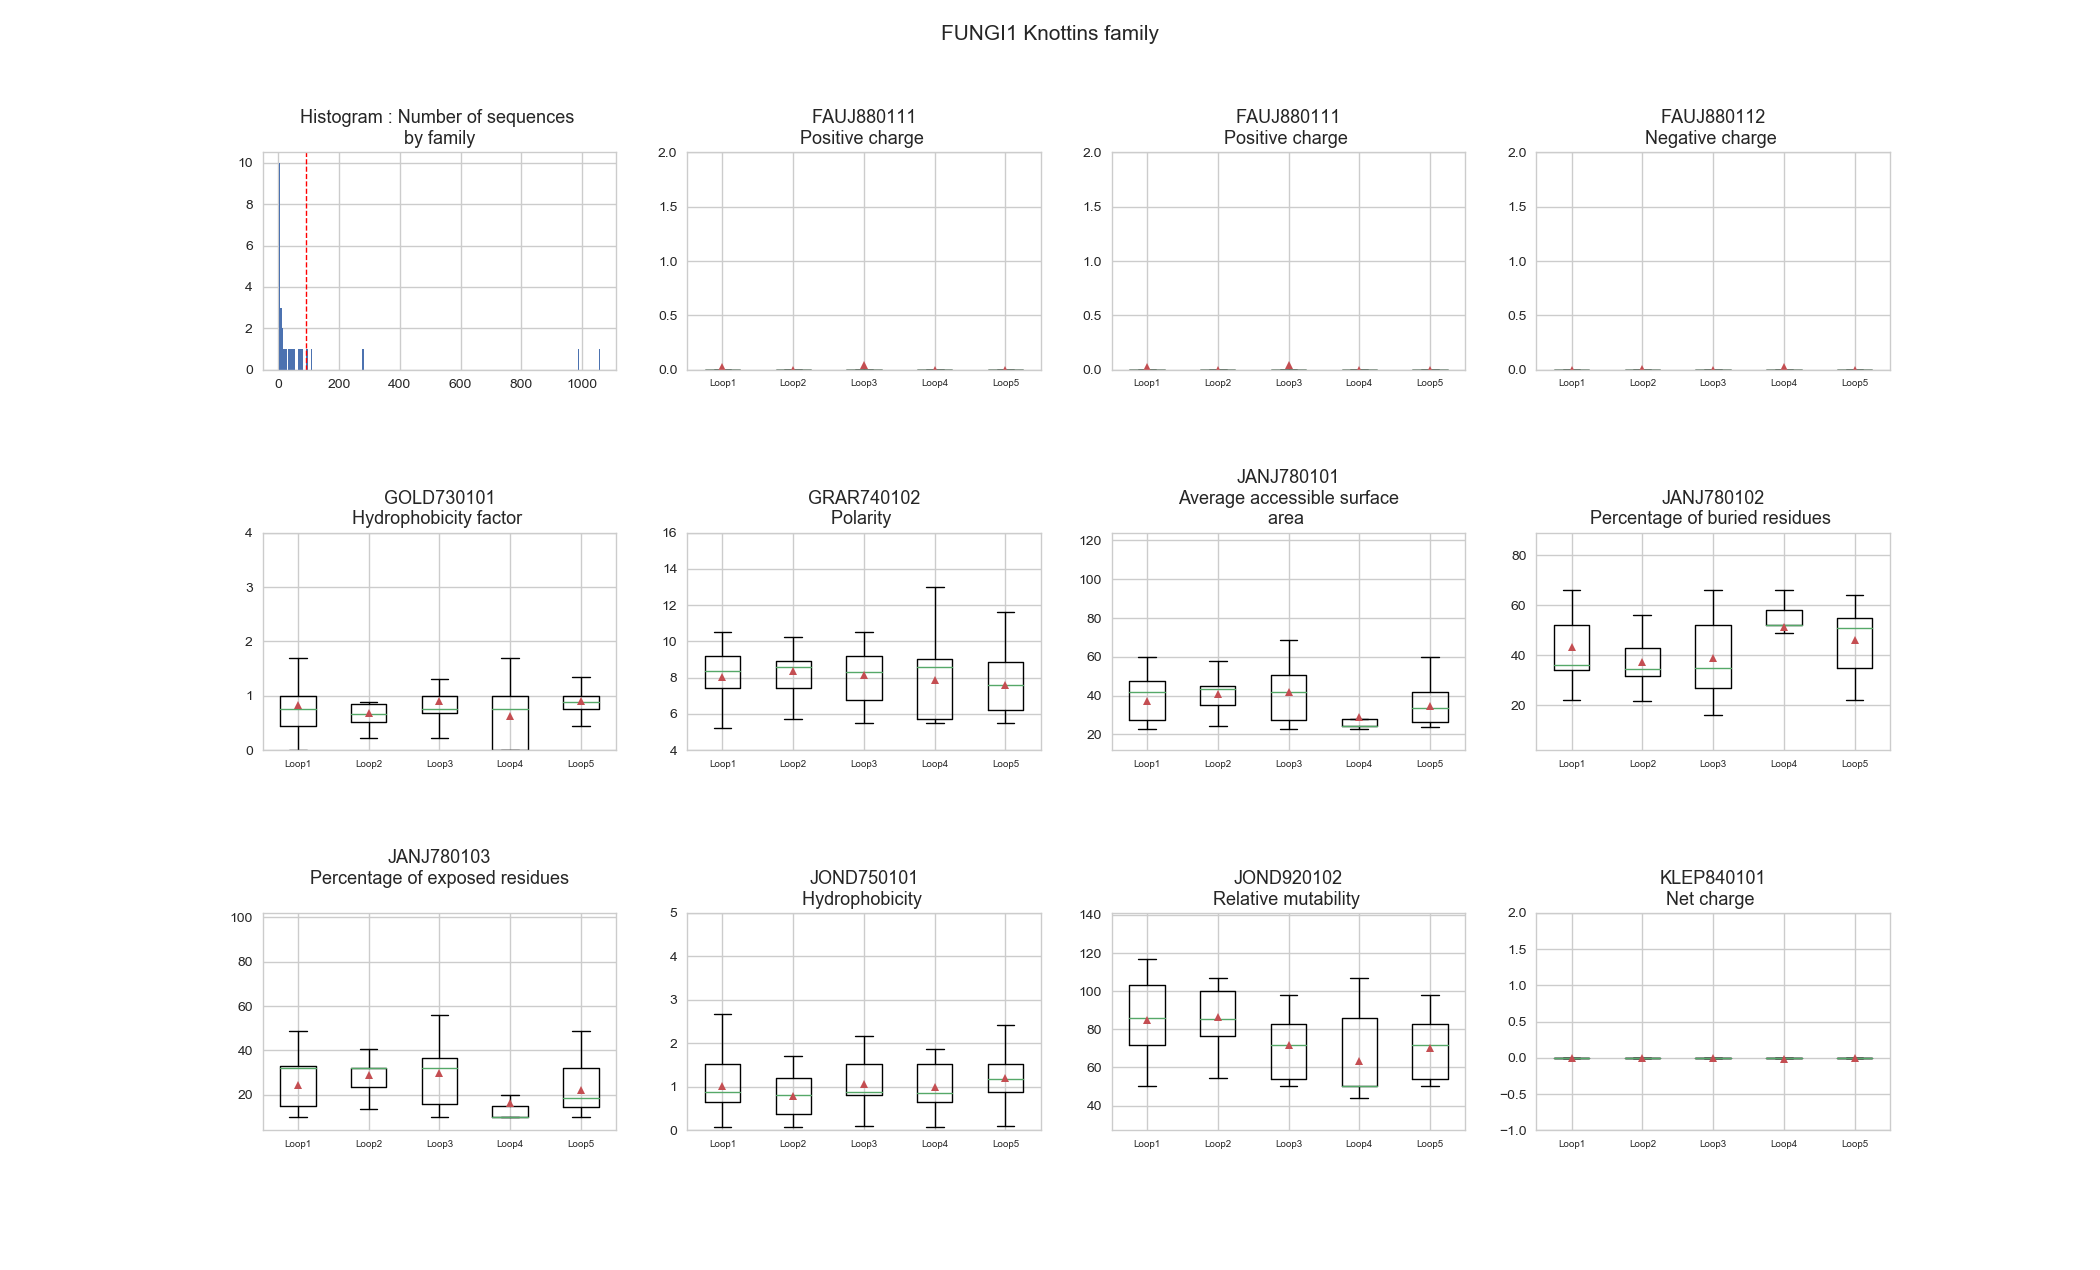 FUNGI1 Knottins family
Histogram : Number of sequences
by family
10
8
6
4
2
0
0 200 400 600 800 1000
FAUJ880111
Positive charge
2.0
1.5
1.0
0.5
0.0
Loop1 Loop2 Loop3 Loop4 Loop5
FAUJ880111
Positive charge
2.0
1.5
1.0
0.5
0.0
Loop1 Loop2 Loop3 Loop4 Loop5
FAUJ880112
Negative charge
2.0
1.5
1.0
0.5
0.0
Loop1 Loop2 Loop3 Loop4 Loop5
GOLD730101
Hydrophobicity factor
4
3
2
1
0
Loop1 Loop2 Loop3 Loop4 Loop5
GRAR740102
Polarity
16
14
12
10
8
6
4
Loop1 Loop2 Loop3 Loop4 Loop5
JANJ780101
Average accessible surface
area
120
100
80
60
40
20
Loop1 Loop2 Loop3 Loop4 Loop5
JANJ780102
Percentage of buried residues
80
60
40
20
Loop1 Loop2 Loop3 Loop4 Loop5
JANJ780103
Percentage of exposed residues
100
80
60
40
20
Loop1 Loop2 Loop3 Loop4 Loop5
JOND750101
Hydrophobicity
5
4
3
2
1
0
Loop1 Loop2 Loop3 Loop4 Loop5
JOND920102
Relative mutability
140
120
100
80
60
40
Loop1 Loop2 Loop3 Loop4 Loop5
KLEP840101
Net charge
2.0
1.5
1.0
0.5
0.0
−0.5
−1.0
Loop1 Loop2 Loop3 Loop4 Loop5